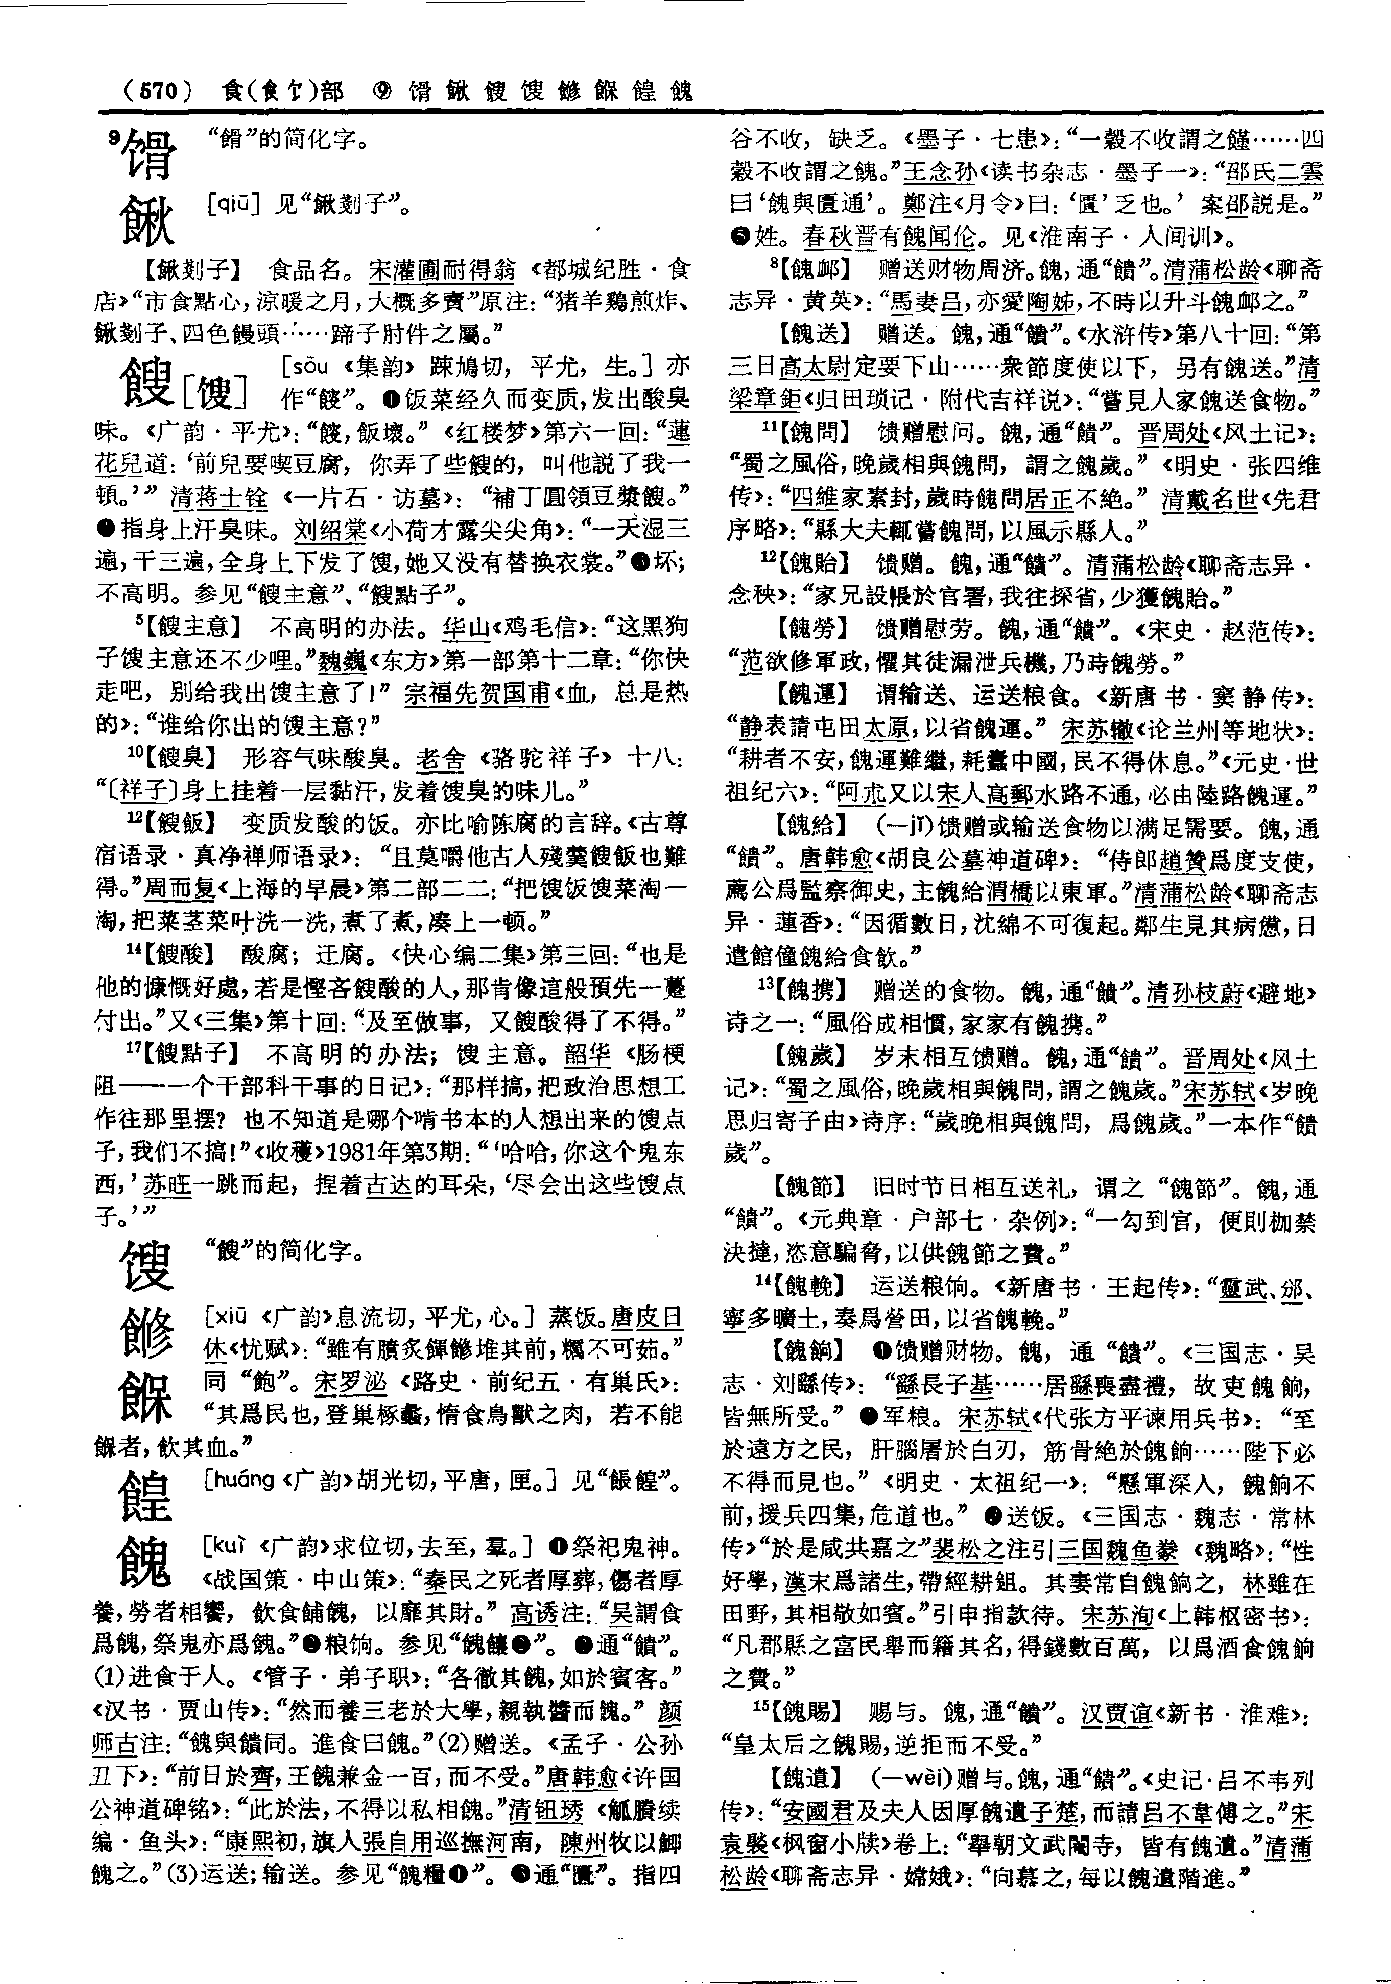 (570) 食(飠饣)部 ⑨ 馉 䬋 餿 馊 饈 餜 餭 餽
9 馉 “餶”的简化字。
[qiū] 见“䬋㓼子”。
【䬋㓼子】 食品名。宋灌圃耐得翁《都城纪胜·食
店》“市食點心，涼暖之月，大概多賣”原注：“猪羊鷄煎炸、
䬋㓼子、四色饅頭……蹄子肘件之屬。”
餿[馊] [sōu 《集韵》踈鳩切，平尤，生。] 亦
作“餕”。❶饭菜经久而变质，发出酸臭
味。《广韵·平尤》：“餿，飯壞。”《红楼梦》第六一回：“蓮
花兒道：‘前兒要喫豆腐，你弄了些餿的，叫他説了我一
頓。’” 清蒋士铨《一片石·访墓》：“補丁圓領豆漿餿。”
❷指身上汗臭味。刘绍棠《小荷才露尖尖角》：“一天湿三
遍，干三遍，全身上下发了馊，她又没有替换衣裳。”❸坏；
不高明。参见“餿主意”、“餿點子”。
5【餿主意】 不高明的办法。华山《鸡毛信》：“这黑狗
子馊主意还不少哩。”魏巍《东方》第一部第十二章：“你快
走吧，别给我出馊主意了！” 宗福先贺国甫《血，总是热
的》：“谁给你出的馊主意？”
10【餿臭】 形容气味酸臭。老舍《骆驼祥子》十八：
“〔祥子〕身上挂着一层黏汗，发着馊臭的味儿。”
12【餿飯】 变质发酸的饭。亦比喻陈腐的言辞。《古尊
宿语录·真净禅师语录》：“且莫嚼他古人殘羹餿飯也難
得。”周而复《上海的早晨》第二部二二：“把馊饭馊菜淘一
淘，把菜茎菜叶洗一洗，煮了煮，凑上一顿。”
14【餿酸】 酸腐；迂腐。《快心编二集》第三回：“也是
他的慷慨好處，若是慳吝餿酸的人，那肯像這般預先一躉
付出。”又《三集》第十回：“及至做事，又餿酸得了不得。”
17【餿點子】 不高明的办法；馊主意。韶华《肠梗
阻——一个干部科干事的日记》：“那样搞，把政治思想工
作往那里摆？也不知道是哪个啃书本的人想出来的馊点
子，我们不搞！”《收穫》1981年第3期：“‘哈哈，你这个鬼东
西，’苏旺一跳而起，捏着古达的耳朵，‘尽会出这些馊点
子。’”
馊 “餿”的简化字。
[xiū 《广韵》息流切，平尤，心。] 蒸饭。唐皮日
休《忧赋》：“雖有膹炙餫䭉堆其前，糲不可茹。”
同“飽”。宋罗泌《路史·前纪五·有巢氏》：
“其爲民也，登巢椓蠡，惰食鳥獸之肉，若不能
䭋者，飲其血。”
餭 [huáng《广韵》胡光切，平唐，匣。] 见“餦餭”。
餽 [kuì 《广韵》求位切，去至，羣。] ❶祭祀鬼神。
《战国策·中山策》：“秦民之死者厚葬，傷者厚
養，勞者相饗，飲食餔餽，以靡其財。” 高诱注：“吴謂食
爲餽，祭鬼亦爲餽。”❷粮饷。参见“餽饟❷”。❸通“饋”。
(1)进食于人。《管子·弟子职》：“各徹其餽，如於賓客。”
《汉书·贾山传》：“然而養三老於大學，親執醬而餽。” 颜
师古注：“餽與饋同。進食曰餽。”(2)赠送。《孟子·公孙
丑下》：“前日於齊，王餽兼金一百，而不受。”唐韩愈《许国
公神道碑铭》：“此於法，不得以私相餽。”清钮琇《觚賸续
编·鱼头》：“康熙初，旗人張自用巡撫河南，陳州牧以鯽
餽之。”(3)运送；输送。参见“餽糧❶”。❹通“匱”。指四
谷不收，缺乏。《墨子·七患》：“一穀不收謂之饉……四
穀不收謂之餽。”王念孙《读书杂志·墨子一》：“邵氏二雲
曰‘餽與匱通’。鄭注《月令》曰：‘匱’乏也。’ 案邵説是。”
❺姓。春秋晋有餽闻伦。见《淮南子·人间训》。
8【餽卹】 赠送财物周济。餽，通“饋”。清蒲松龄《聊斋
志异·黄英》：“馬妻吕，亦愛陶姊，不時以升斗餽卹之。”
【餽送】 赠送。餽，通“饋”。《水浒传》第八十回：“第
三日高太尉定要下山……衆節度使以下，另有餽送。”清
梁章鉅《归田琐记·附代吉祥说》：“嘗見人家餽送食物。”
11【餽問】 馈赠慰问。餽，通“饋”。晋周处《风土记》：
“蜀之風俗，晚歲相與餽問，謂之餽歲。”《明史·张四维
传》：“四維家素封，歲時餽問居正不絶。” 清戴名世《先君
序略》：“縣大夫輒嘗餽問，以風示縣人。”
12【餽貽】 馈赠。餽，通“饋”。清蒲松龄《聊斋志异·
念秧》：“家兄設帳於官署，我往探省，少獲餽貽。”
【餽勞】 馈赠慰劳。餽，通“饋”。《宋史·赵范传》：
“范欲修軍政，懼其徒漏泄兵機，乃時餽勞。”
【餽運】 谓输送、运送粮食。《新唐书·窦静传》：
“静表請屯田太原，以省餽運。” 宋苏辙《论兰州等地状》：
“耕者不安，餽運難繼，耗蠹中國，民不得休息。”《元史·世
祖纪六》：“阿朮又以宋人高郵水路不通，必由陸路餽運。”
【餽給】 (—jǐ)馈赠或输送食物以满足需要。餽，通
“饋”。唐韩愈《胡良公墓神道碑》：“侍郎趙贊爲度支使，
薦公爲監察御史，主餽給渭橋以東軍。”清蒲松龄《聊斋志
异·蓮香》：“因循數日，沈綿不可復起。鄰生見其病憊，日
遣館僮餽給食飲。”
13【餽携】 赠送的食物。餽，通“饋”。清孙枝蔚《避地》
诗之一：“風俗成相慣，家家有餽携。”
【餽歲】 岁末相互馈赠。餽，通“饋”。晋周处《风土
记》：“蜀之風俗，晚歲相與餽問，謂之餽歲。”宋苏轼《岁晚
思归寄子由》诗序：“歲晚相與餽問，爲餽歲。”一本作“饋
歲”。
【餽節】 旧时节日相互送礼，谓之“餽節”。餽，通
“饋”。《元典章·户部七·杂例》：“一勾到官，便則枷禁
決撻，恣意騙脅，以供餽節之費。”
14【餽輓】 运送粮饷。《新唐书·王起传》：“靈武、邠、
寧多曠土，奏爲營田，以省餽輓。”
【餽餉】 ❶馈赠财物。餽，通“饋”。《三国志·吴
志·刘繇传》：“繇長子基……居繇喪盡禮，故吏餽餉，
皆無所受。” ❷军粮。宋苏轼《代张方平谏用兵书》：“至
於遠方之民，肝腦屠於白刃，筋骨絶於餽餉……陛下必
不得而見也。”《明史·太祖纪一》：“懸軍深入，餽餉不
前，援兵四集，危道也。” ❸送饭。《三国志·魏志·常林
传》“於是咸共嘉之”裴松之注引三国魏鱼豢《魏略》：“性
好學，漢末爲諸生，帶經耕鉏。其妻常自餽餉之，林雖在
田野，其相敬如賓。”引申指款待。宋苏洵《上韩枢密书》：
“凡郡縣之富民舉而籍其名，得錢數百萬，以爲酒食餽餉
之費。”
15【餽賜】 赐与。餽，通“饋”。汉贾谊《新书·淮难》：
“皇太后之餽賜，逆拒而不受。”
【餽遺】 (—wèi)赠与。餽，通“饋”。《史记·吕不韦列
传》：“安國君及夫人因厚餽遺子楚，而請吕不韋傅之。”宋
袁褧《枫窗小牍》卷上：“舉朝文武閹寺，皆有餽遺。”清蒲
松龄《聊斋志异·嫦娥》：“向慕之，每以餽遺階進。”